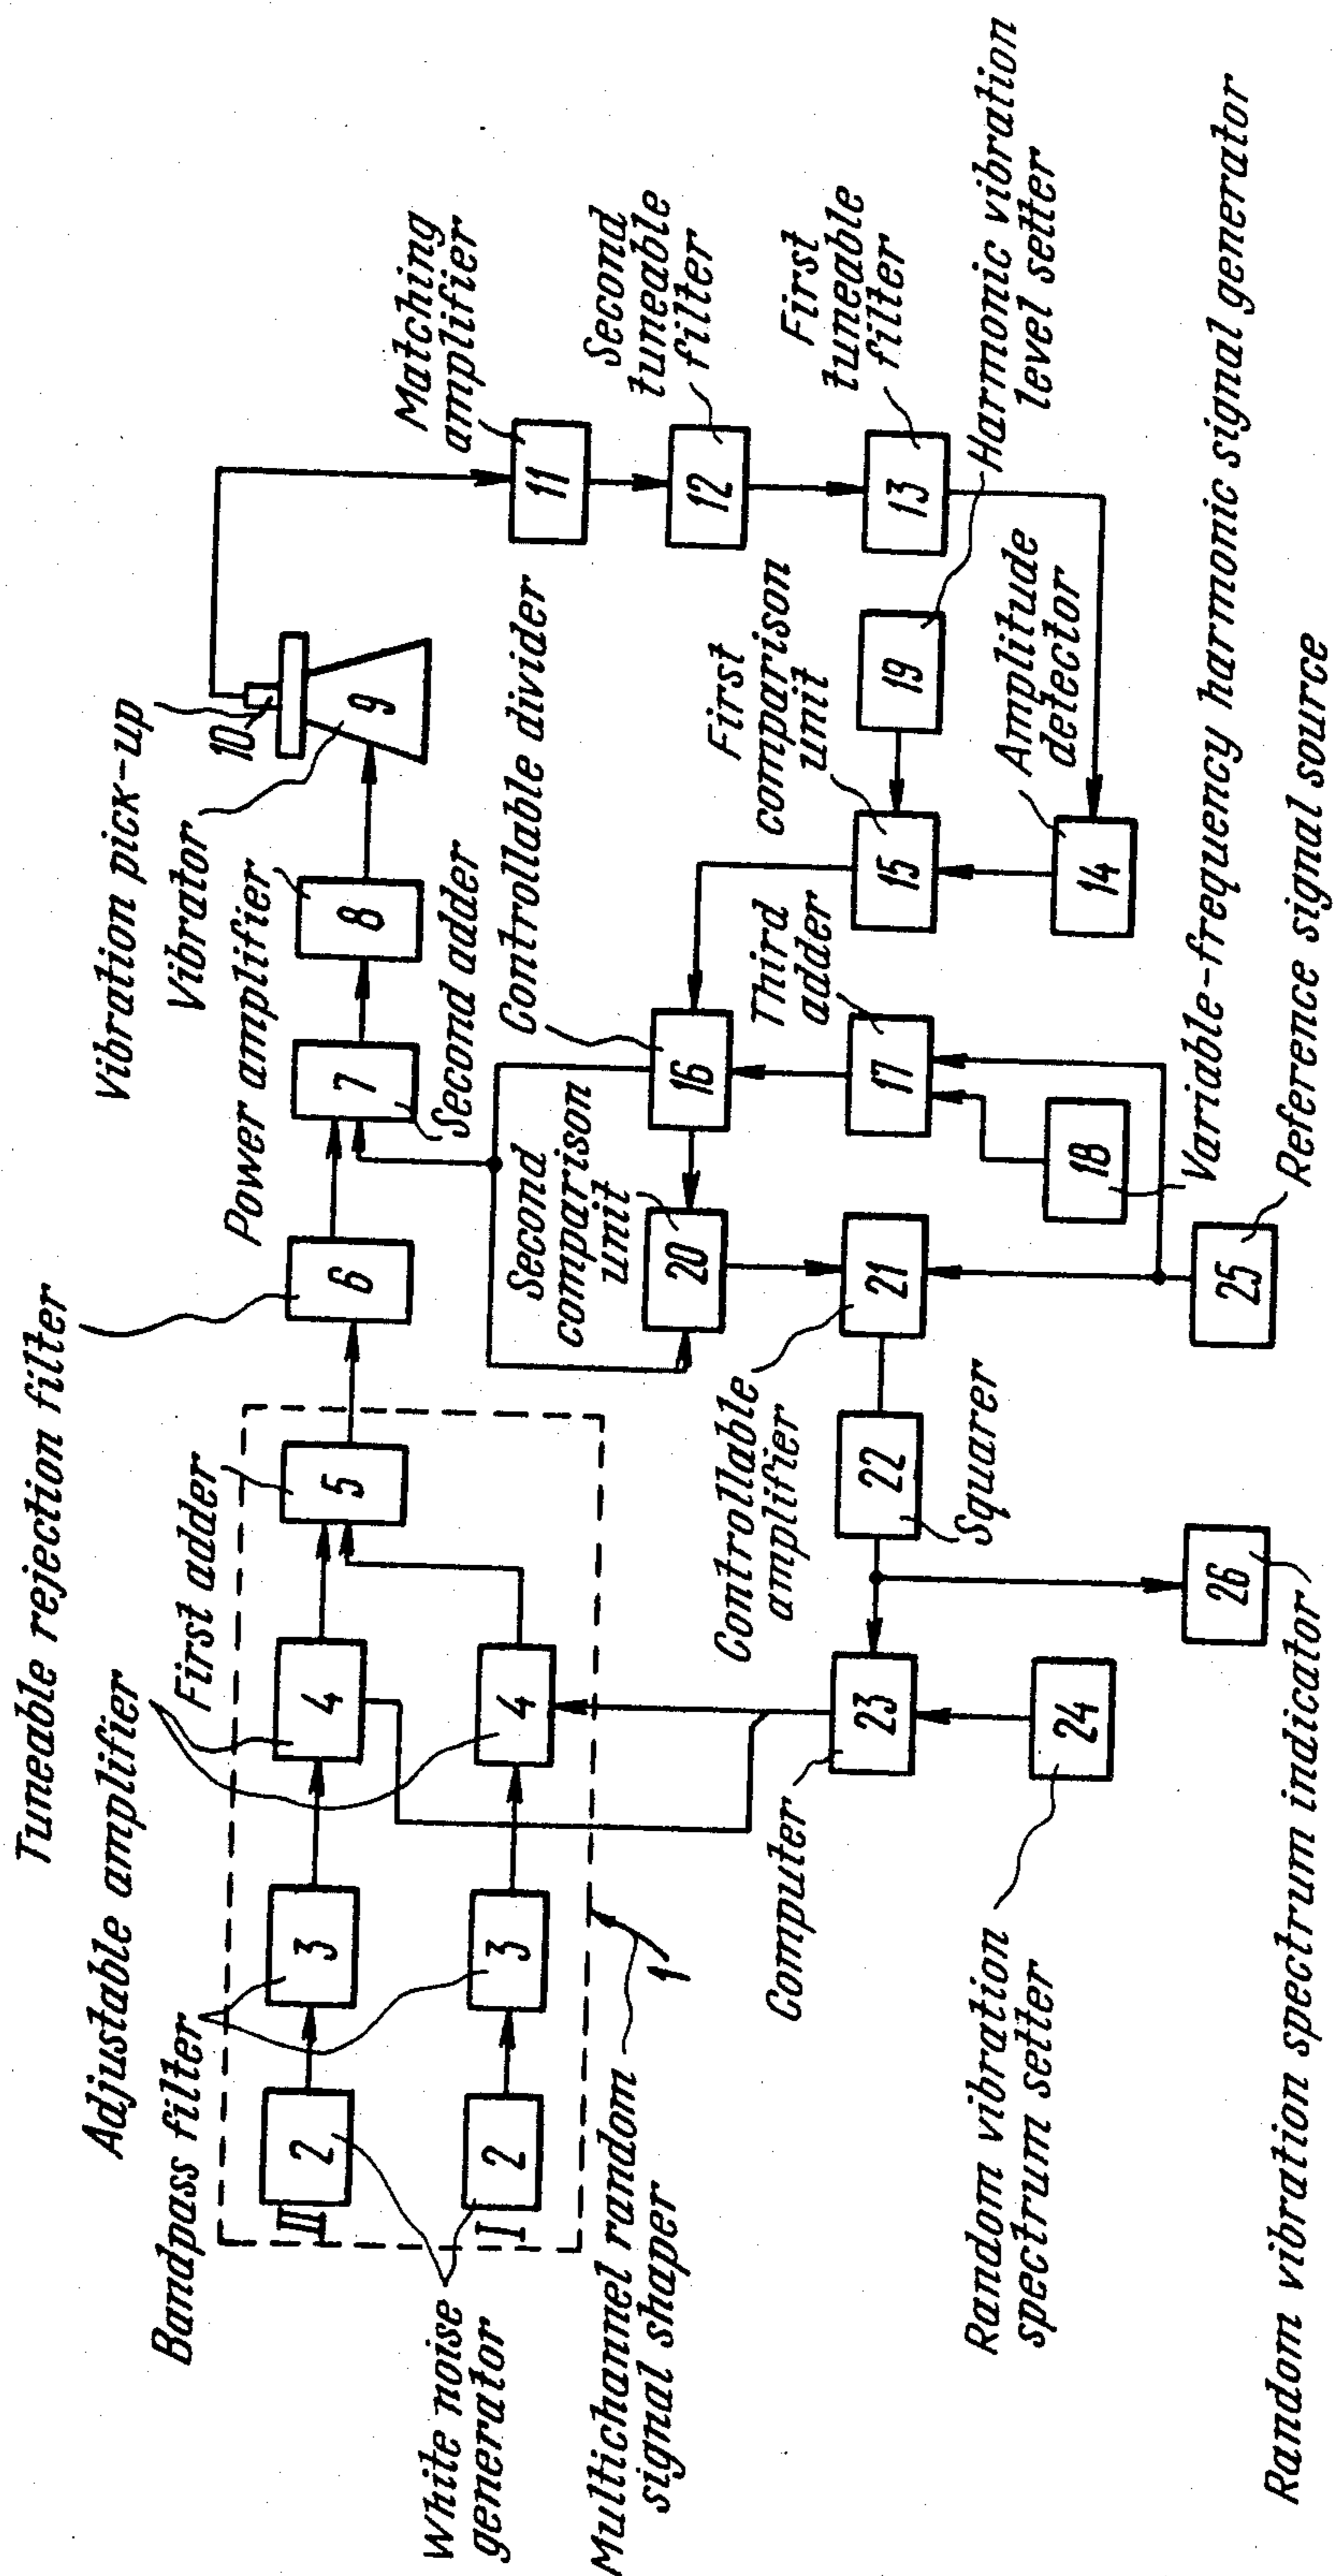 Tuneable rejection filter
Adjustable amplifier
Bandpass filter
First adder
White noise
generator
Multichannel random
signal shaper
1
III
I
2
3
4
5
6
7
8
9
10
2
3
4
Vibration pick-up
Vibrator
Power amplifier
Second adder
Controllable divider
Matching
amplifier
11
Second
tuneable
filter
12
First
tuneable
filter
13
Harmonic vibration
level setter
19
First
comparison
unit
15
Amplitude
detector
14
Third
adder
16
17
18
Variable-frequency harmonic signal generator
Second
comparison
unit
20
21
Controllable
amplifier
22
Squarer
25
Reference signal source
Computer
23
24
Random vibration
spectrum setter
26
Random vibration spectrum indicator